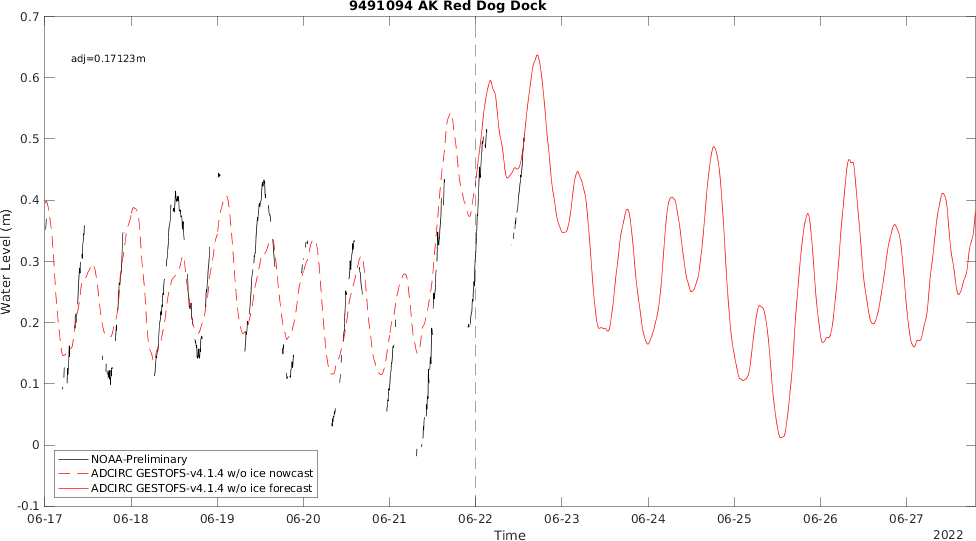 9491094 AK Red Dog Dock
0.7
0.6
0.5
0.4
0.3
0.2
0.1
0
-0.1
Water Level (m)
adj=0.17123m
NOAA-Preliminary
ADCIRC GESTOFS-v4.1.4 w/o ice nowcast
ADCIRC GESTOFS-v4.1.4 w/o ice forecast
06-17 06-18 06-19 06-20 06-21 06-22 06-23 06-24 06-25 06-26 06-27
Time
2022